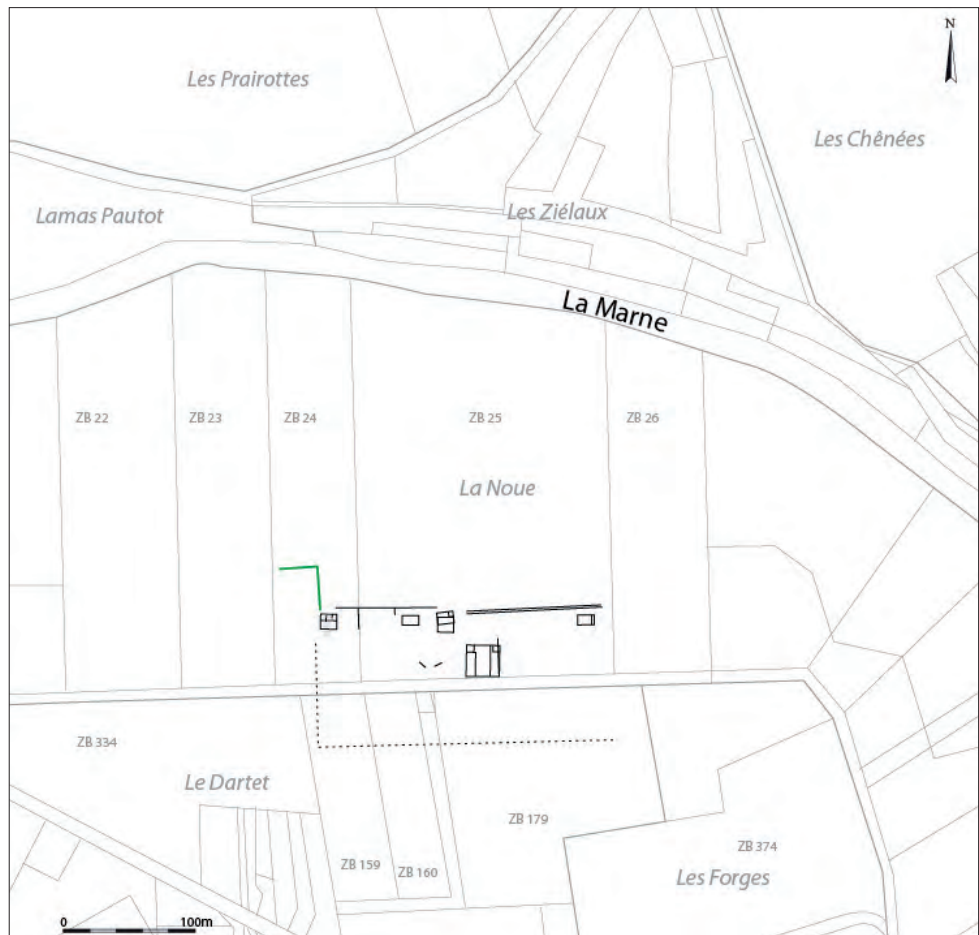 N
Les Prairottes
Les Chênées
Lamas Pautot
Les Ziélaux
La Marne
ZB 22
ZB 23
ZB 24
ZB 25
ZB 26
La Noue
ZB 334
Le Dartet
ZB 179
ZB 374
ZB 159
ZB 160
Les Forges
0
100m